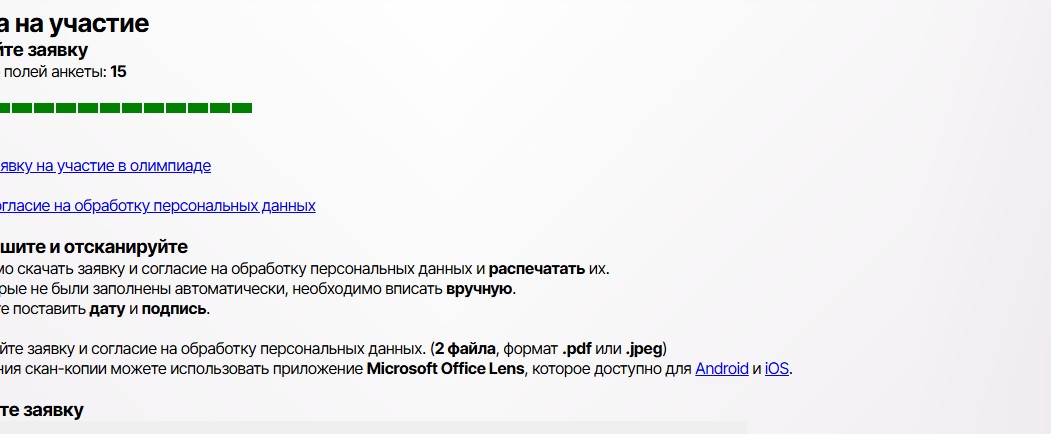 а на участие
йте заявку
полей анкеты: 15
явку на участие в олимпиаде
огласие на обработку персональных данных
шите и отсканируйте
мо скачать заявку и согласие на обработку персональных данных и распечатать их.
рые не были заполнены автоматически, необходимо вписать вручную.
те поставить дату и подпись.
йте заявку и согласие на обработку персональных данных. (2 файла, формат .pdf или .jpeg)
ния скан-копии можете использовать приложение Microsoft Office Lens, которое доступно для Android и iOS.
те заявку